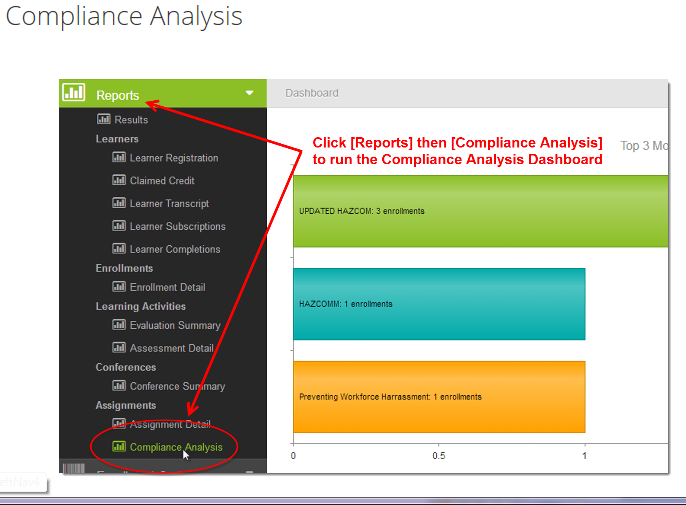 Compliance Analysis
Reports
Dashboard
Results
Click [Reports] then [Compliance Analysis]
to run the Compliance Analysis Dashboard
Top 3 Mo
Learners
Learner Registration
Claimed Credit
Learner Transcript
Learner Subscriptions
Learner Completions
Enrollments
Enrollment Detail
Learning Activities
Evaluation Summary
Assessment Detail
Conferences
Conference Summary
Assignments
Assignment Detail
Compliance Analysis
UPDATED HAZCOM: 3 enrollments
HAZCOMM: 1 enrollments
Preventing Workforce Harrassment: 1 enrollments
0 0.5 1